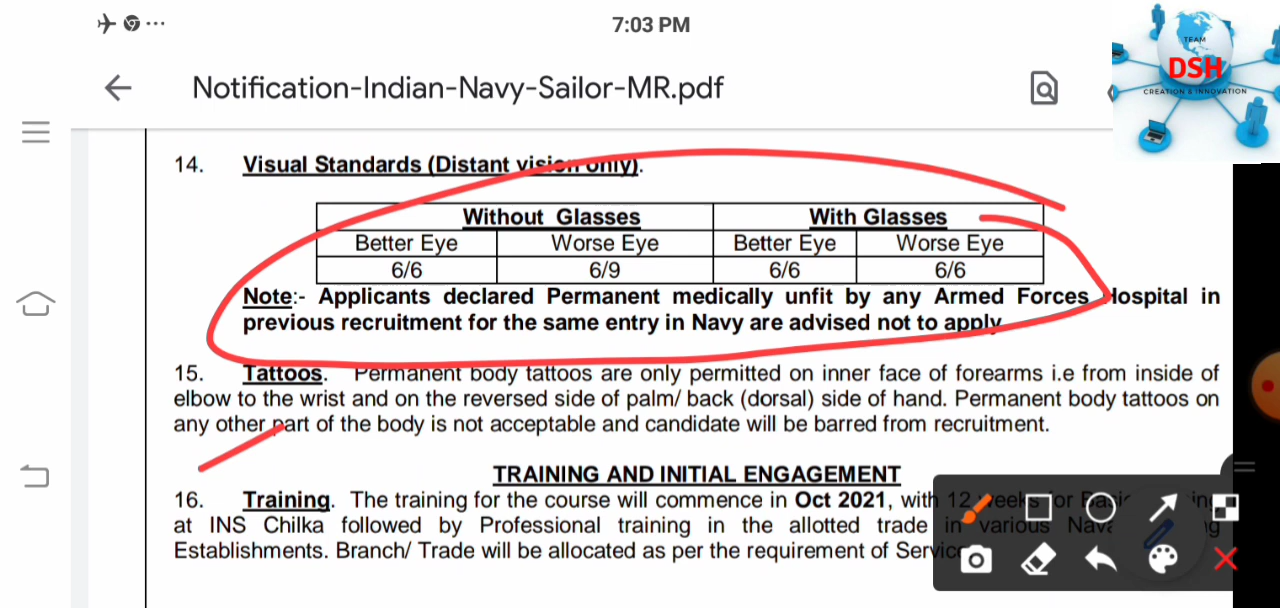 7:03 PM
TEAM
DSH
CREATION & INNOVATION
Notification-Indian-Navy-Sailor-MR.pdf
14. Visual Standards (Distant vision only).
Without Glasses With Glasses
Better Eye Worse Eye Better Eye Worse Eye
6/6 6/9 6/6 6/6
Note:- Applicants declared Permanent medically unfit by any Armed Forces Hospital in
previous recruitment for the same entry in Navy are advised not to apply
15. Tattoos. Permanent body tattoos are only permitted on inner face of forearms i.e from inside of
elbow to the wrist and on the reversed side of palm/ back (dorsal) side of hand. Permanent body tattoos on
any other part of the body is not acceptable and candidate will be barred from recruitment.
TRAINING AND INITIAL ENGAGEMENT
16. Training. The training for the course will commence in Oct 2021, with 12 weeks for
at INS Chilka followed by Professional training in the allotted trade in various
Establishments. Branch/ Trade will be allocated as per the requirement of